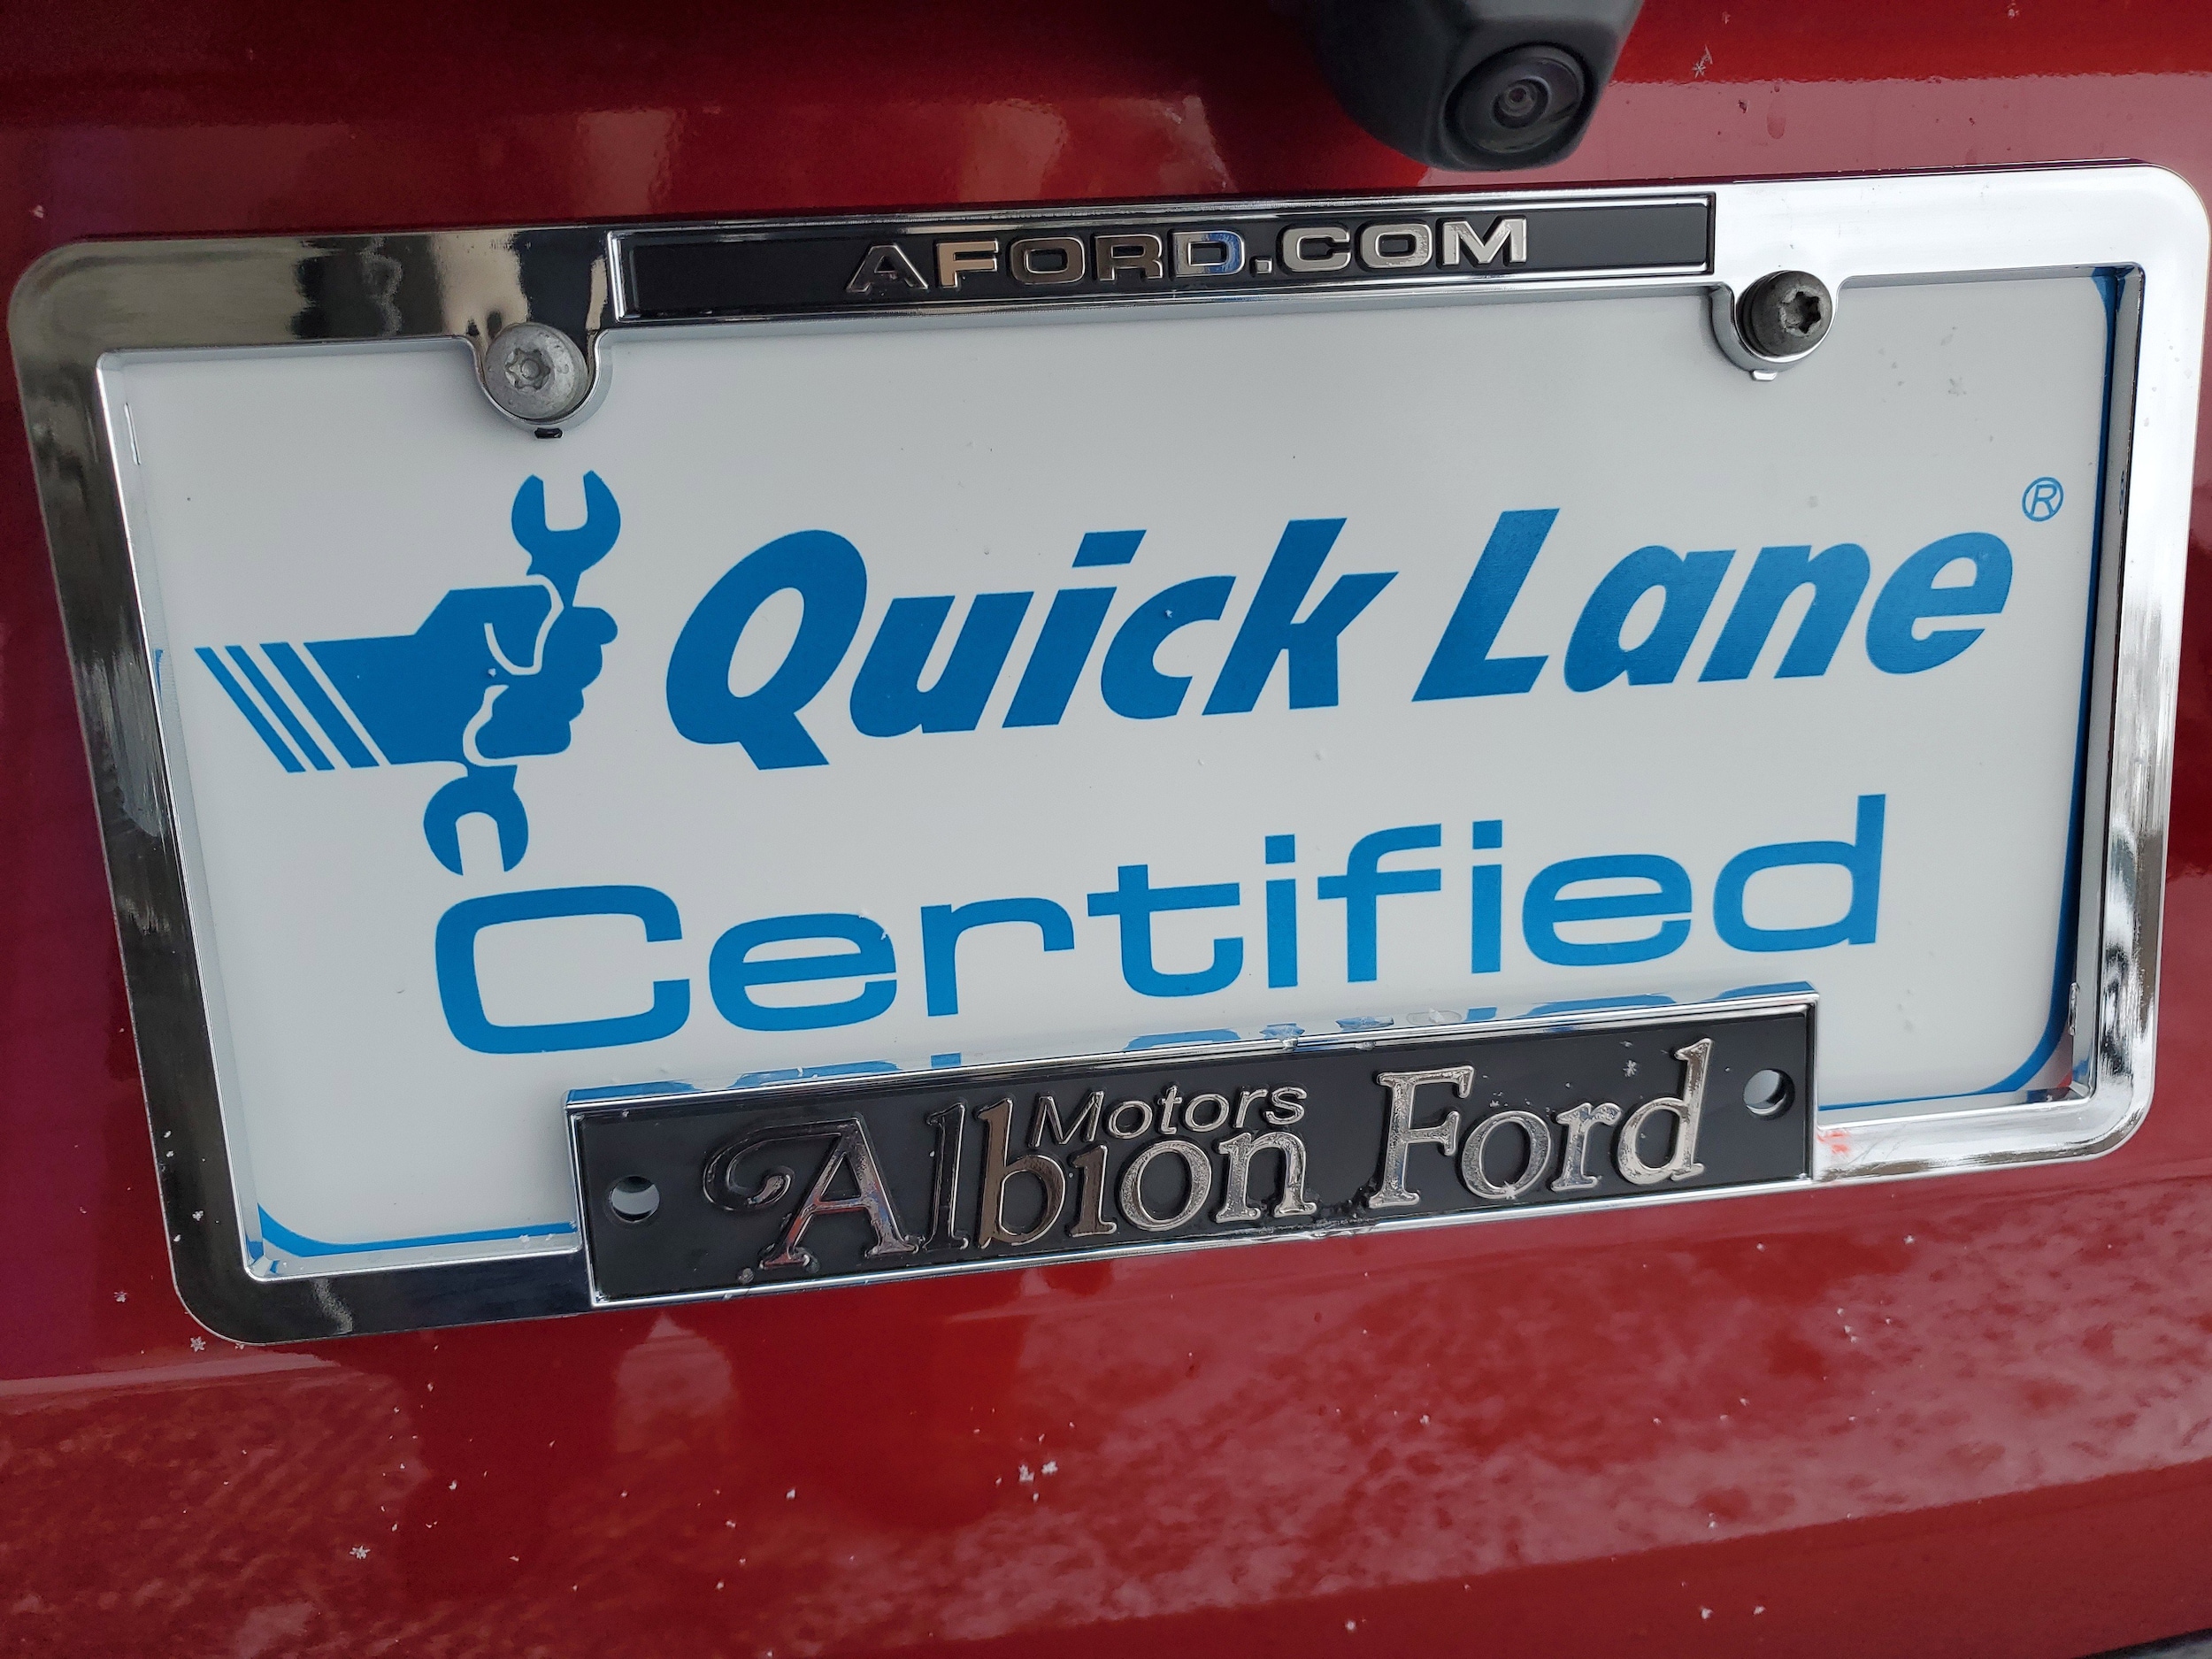 AFORD.COM
Quick Lane®
Certified
Motors
Albion Ford